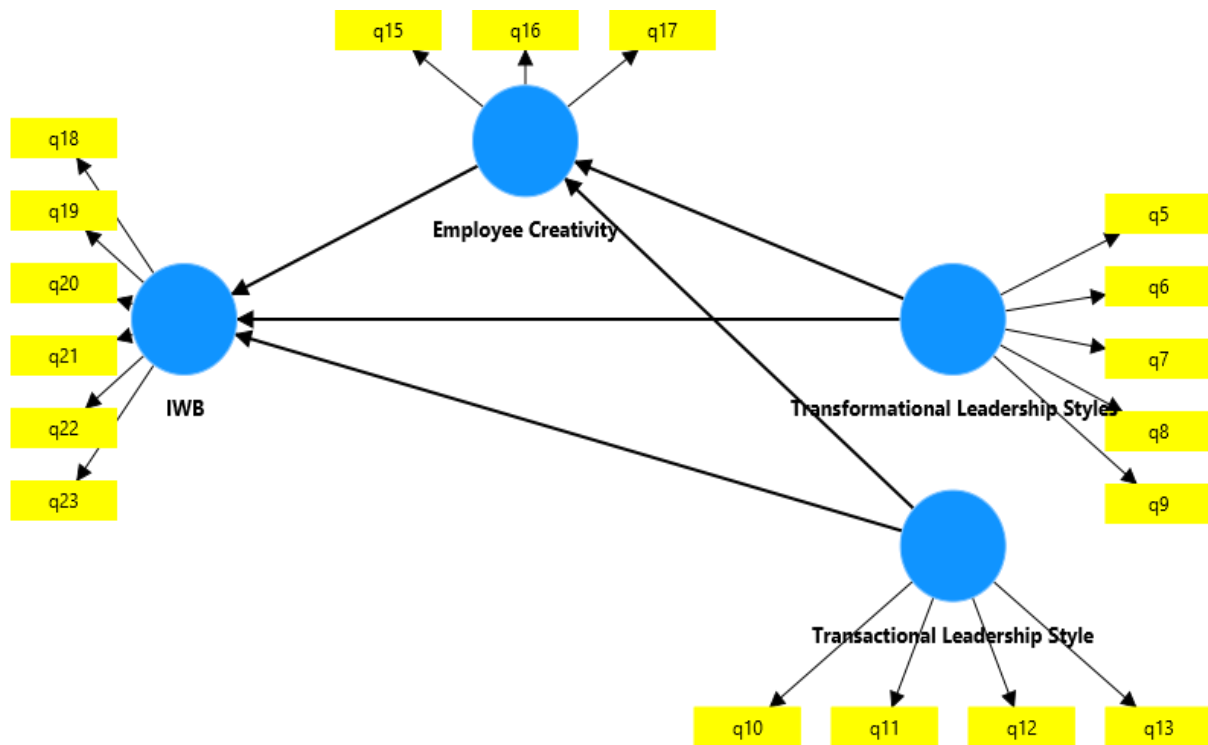 q15
q16
q17
q18
q19
q20
q21
q22
q23
Employee Creativity
IWB
q5
q6
q7
q8
q9
Transformational Leadership Styles
Transactional Leadership Style
q10
q11
q12
q13